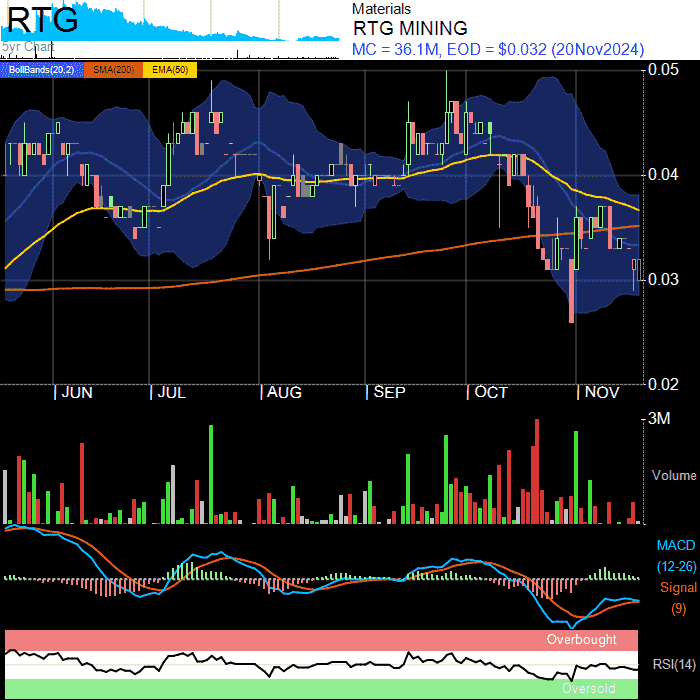 RTG
5yr Chart
Materials
RTG MINING
MC = 36.1M, EOD = $0.032 (20Nov2024)
BollBands(20,2) SMA(200) EMA(50)
0.05
0.04
0.03
0.02
JUN JUL AUG SEP OCT NOV
3M
Volume
MACD
(12-26)
Signal
(9)
Overbought
RSI(14)
Oversold